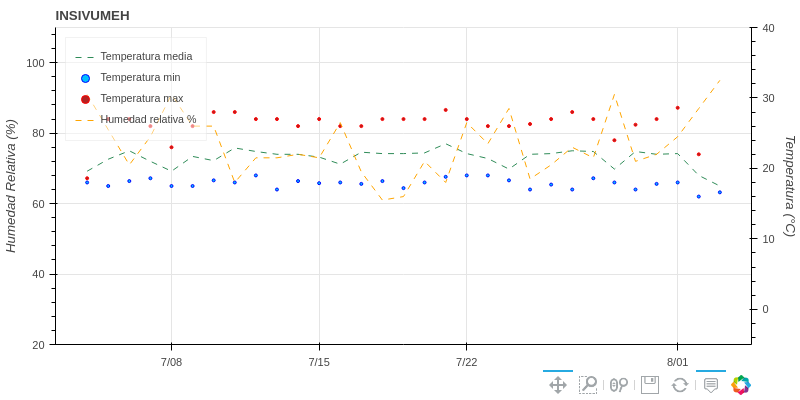 INSIVUMEH
Temperatura media
Temperatura min
Temperatura max
Humedad relativa %
Humedad Relativa (%)
100
80
60
40
20
40
30
20
10
0
Temperatura (°C)
7/08
7/15
7/22
8/01